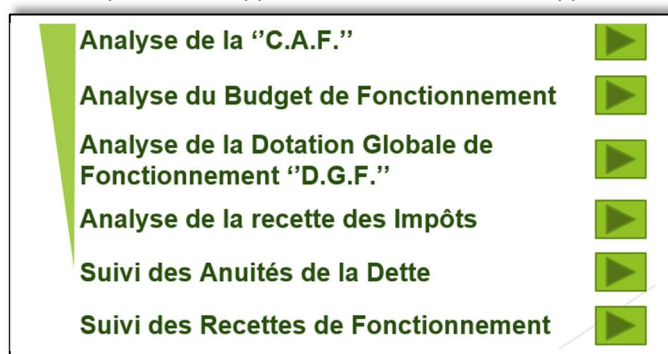 Analyse de la ‘’C.A.F.’’
Analyse du Budget de Fonctionnement
Analyse de la Dotation Globale de
Fonctionnement ‘’D.G.F.’’
Analyse de la recette des Impôts
Suivi des Anuités de la Dette
Suivi des Recettes de Fonctionnement